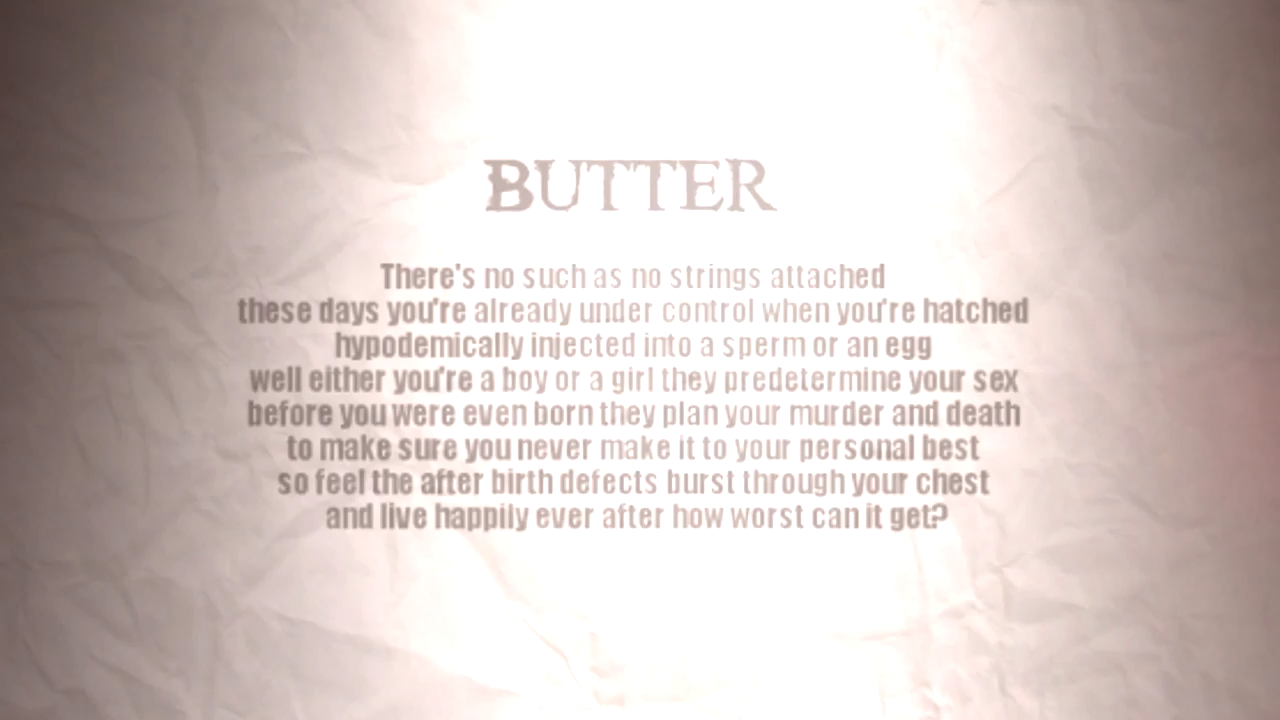 BUTTER
There's no such as no strings attached
these days you're already under control when you're hatched
hypodemically injected into a sperm or an egg
well either you're a boy or a girl they predetermine your sex
before you were even born they plan your murder and death
to make sure you never make it to your personal best
so feel the after birth defects burst through your chest
and live happily ever after how worst can it get?